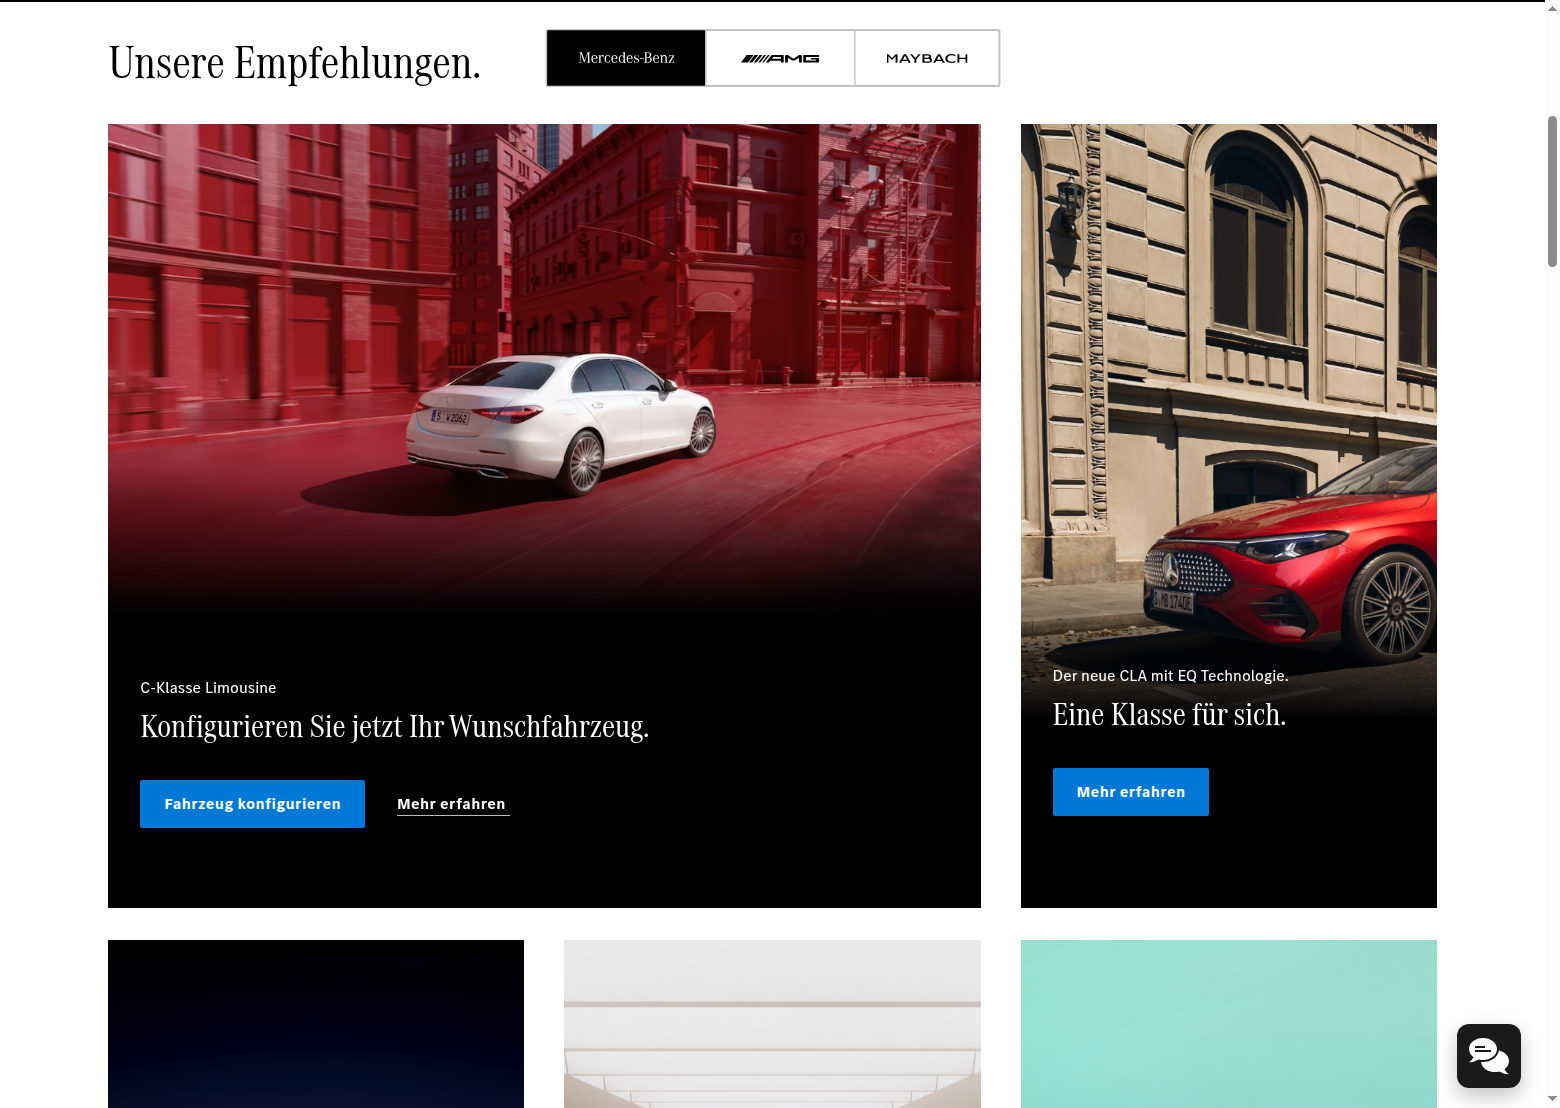 Unsere Empfehlungen.
Mercedes-Benz
AMG
MAYBACH
S W 2062
S MB 1740E
C-Klasse Limousine
Konfigurieren Sie jetzt Ihr Wunschfahrzeug.
Fahrzeug konfigurieren
Mehr erfahren
Der neue CLA mit EQ Technologie.
Eine Klasse für sich.
Mehr erfahren